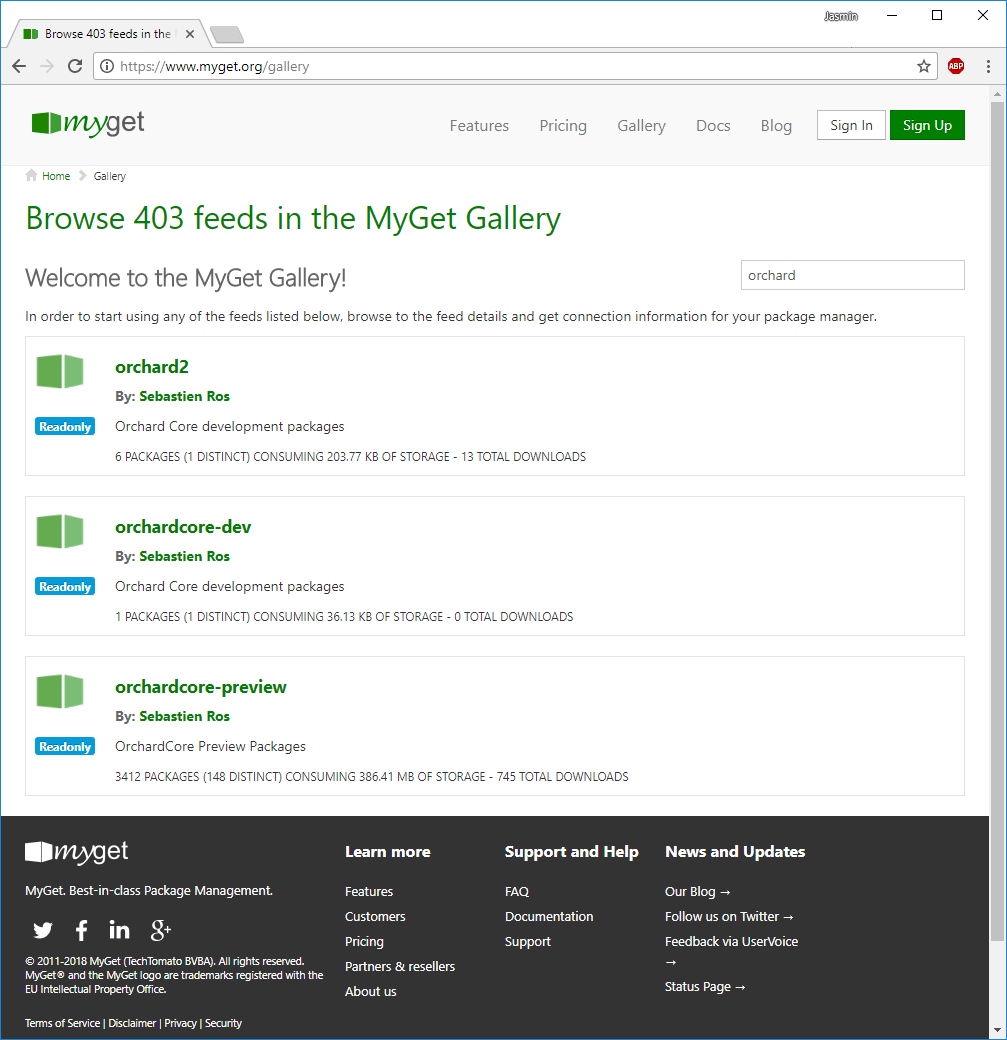 Jasmin
Browse 403 feeds in the
https://www.myget.org/gallery
ABP
myget
Features Pricing Gallery Docs Blog Sign In Sign Up
Home Gallery
Browse 403 feeds in the MyGet Gallery
Welcome to the MyGet Gallery!
orchard
In order to start using any of the feeds listed below, browse to the feed details and get connection information for your package manager.
orchard2
By: Sebastien Ros
Readonly
Orchard Core development packages
6 PACKAGES (1 DISTINCT) CONSUMING 203.77 KB OF STORAGE - 13 TOTAL DOWNLOADS
orchardcore-dev
By: Sebastien Ros
Readonly
Orchard Core development packages
1 PACKAGES (1 DISTINCT) CONSUMING 36.13 KB OF STORAGE - 0 TOTAL DOWNLOADS
orchardcore-preview
By: Sebastien Ros
Readonly
OrchardCore Preview Packages
3412 PACKAGES (148 DISTINCT) CONSUMING 386.41 MB OF STORAGE - 745 TOTAL DOWNLOADS
myget
MyGet. Best-in-class Package Management.
© 2011-2018 MyGet (TechTomato BVBA). All rights reserved.
MyGet® and the MyGet logo are trademarks registered with the
EU Intellectual Property Office.
Terms of Service | Disclaimer | Privacy | Security
Learn more
Features
Customers
Pricing
Partners & resellers
About us
Support and Help
FAQ
Documentation
Support
News and Updates
Our Blog →
Follow us on Twitter →
Feedback via UserVoice
→
Status Page →